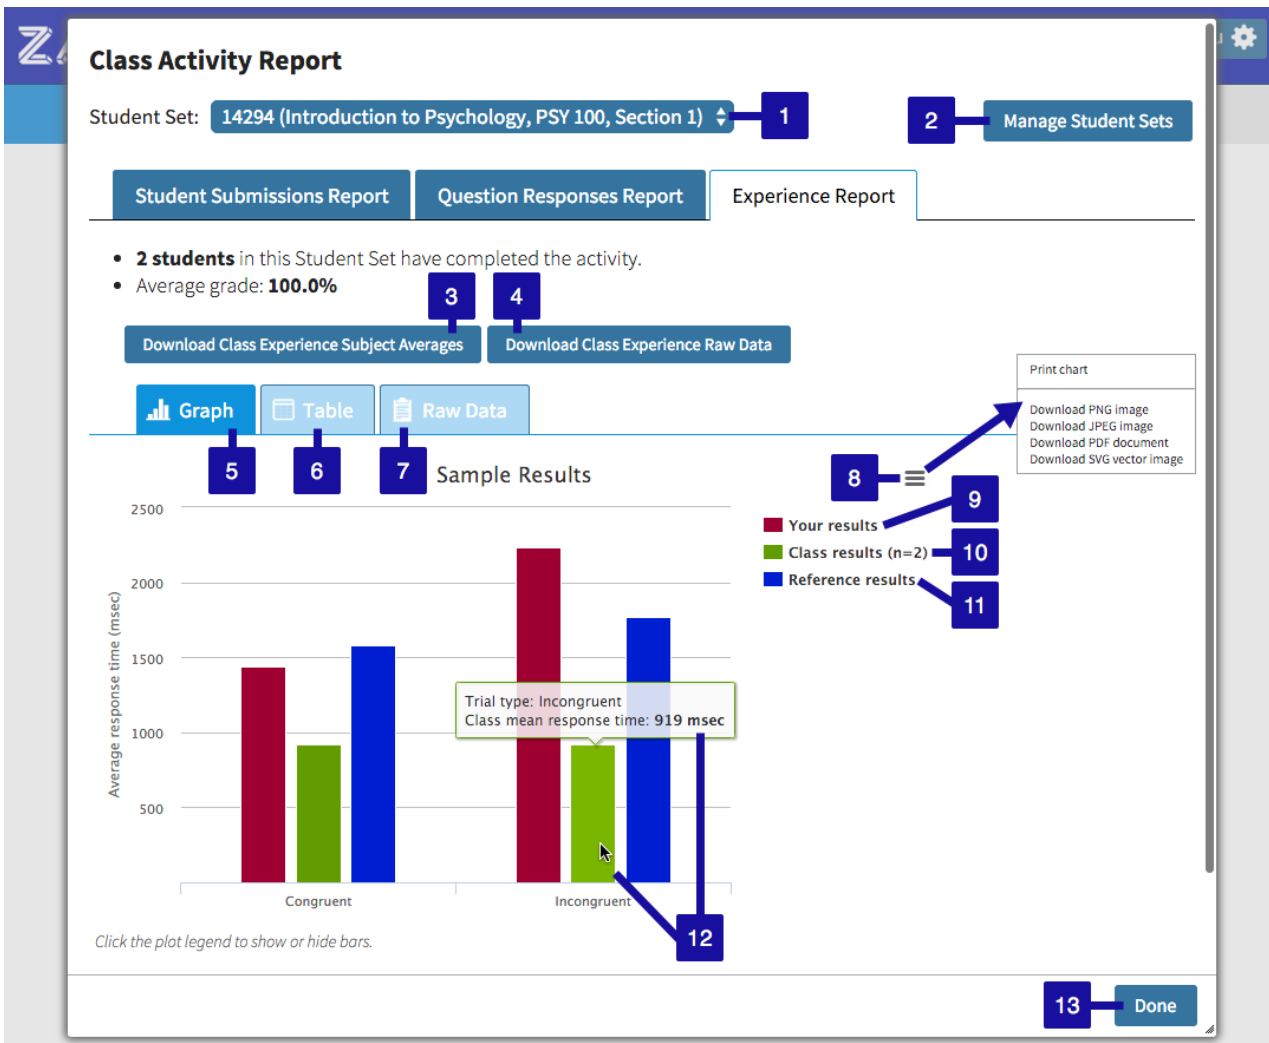 ZA
Class Activity Report
Student Set: 14294 (Introduction to Psychology, PSY 100, Section 1) 1
2 Manage Student Sets
Student Submissions Report Question Responses Report Experience Report
• 2 students in this Student Set have completed the activity.
• Average grade: 100.0%
3 4
Download Class Experience Subject Averages Download Class Experience Raw Data
Print chart
Download PNG image
Download JPEG image
Download PDF document
Download SVG vector image
Graph Table Raw Data
5 6 7 8
Sample Results
9
Your results
Class results (n=2) 10
Reference results
11
Average response time (msec)
2500
2000
1500
1000
500
Trial type: Incongruent
Class mean response time: 919 msec
Congruent Incongruent
12
Click the plot legend to show or hide bars.
13 Done